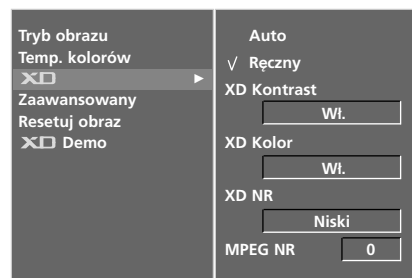 Tryb obrazu
Temp. kolorów
XD ►
Zaawansowany
Resetuj obraz
XD Demo
Auto
√ Ręczny
XD Kontrast
Wł.
XD Kolor
Wł.
XD NR
Niski
MPEG NR 0